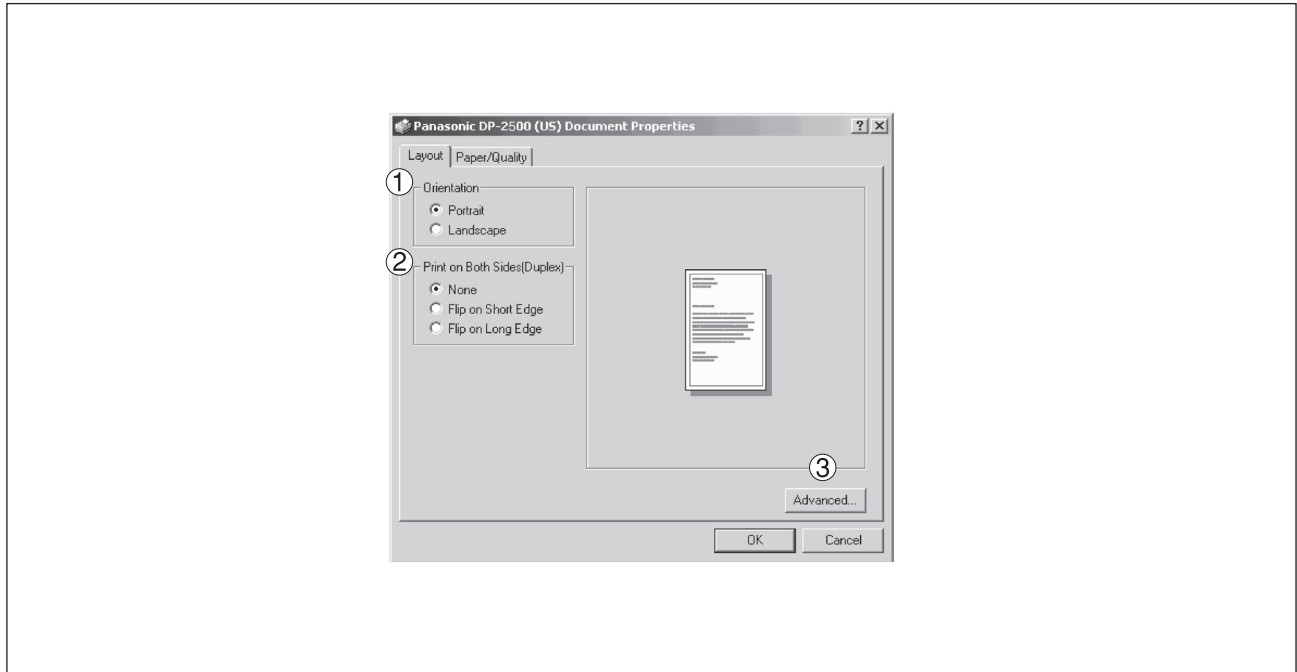 Panasonic DP-2500 (US) Document Properties
Layout Paper/Quality
① Orientation
Portrait
Landscape
② Print on Both Sides(Duplex)
None
Flip on Short Edge
Flip on Long Edge
③
Advanced...
OK Cancel